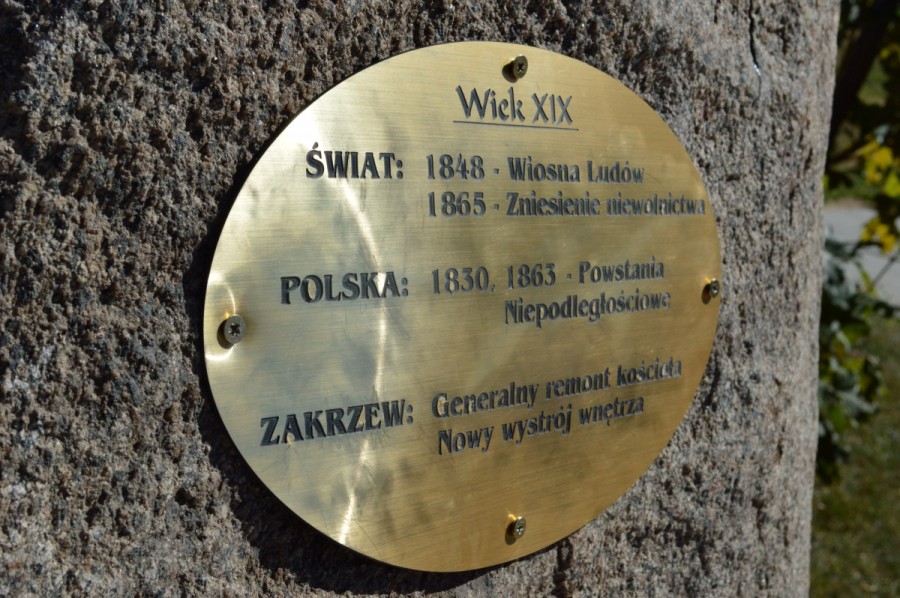 Wiek XIX
ŚWIAT: 1848 - Wiosna Ludów
1865 - Zniesienie niewolnictwa
POLSKA: 1830, 1863 - Powstania
Niepodległościowe
ZAKRZEW: Generalny remont kościoła
Nowy wystrój wnętrza